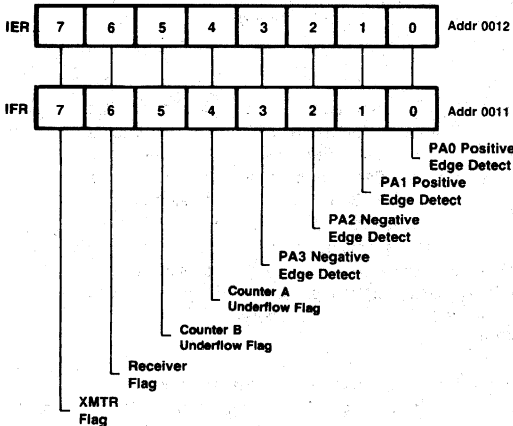 IER 7 6 5 4 3 2 1 0 Addr 0012
IFR 7 6 5 4 3 2 1 0 Addr 0011
PA0 Positive
Edge Detect
PA1 Positive
Edge Detect
PA2 Negative
Edge Detect
PA3 Negative
Edge Detect
Counter A
Underflow Flag
Counter B
Underflow Flag
Receiver
Flag
XMTR
Flag